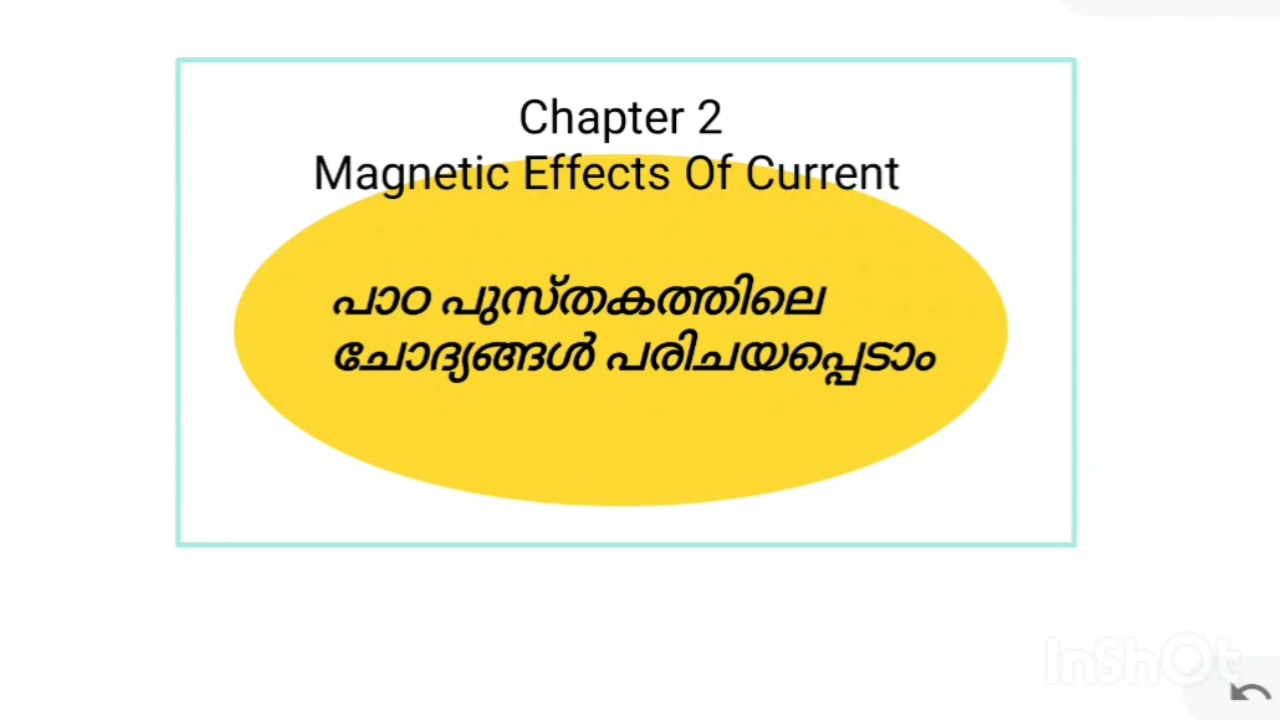 Chapter 2
Magnetic Effects Of Current
പാഠ പുസ്തകത്തിലെ
ചോദ്യങ്ങൾ പരിചയപ്പെടാം
InShOt